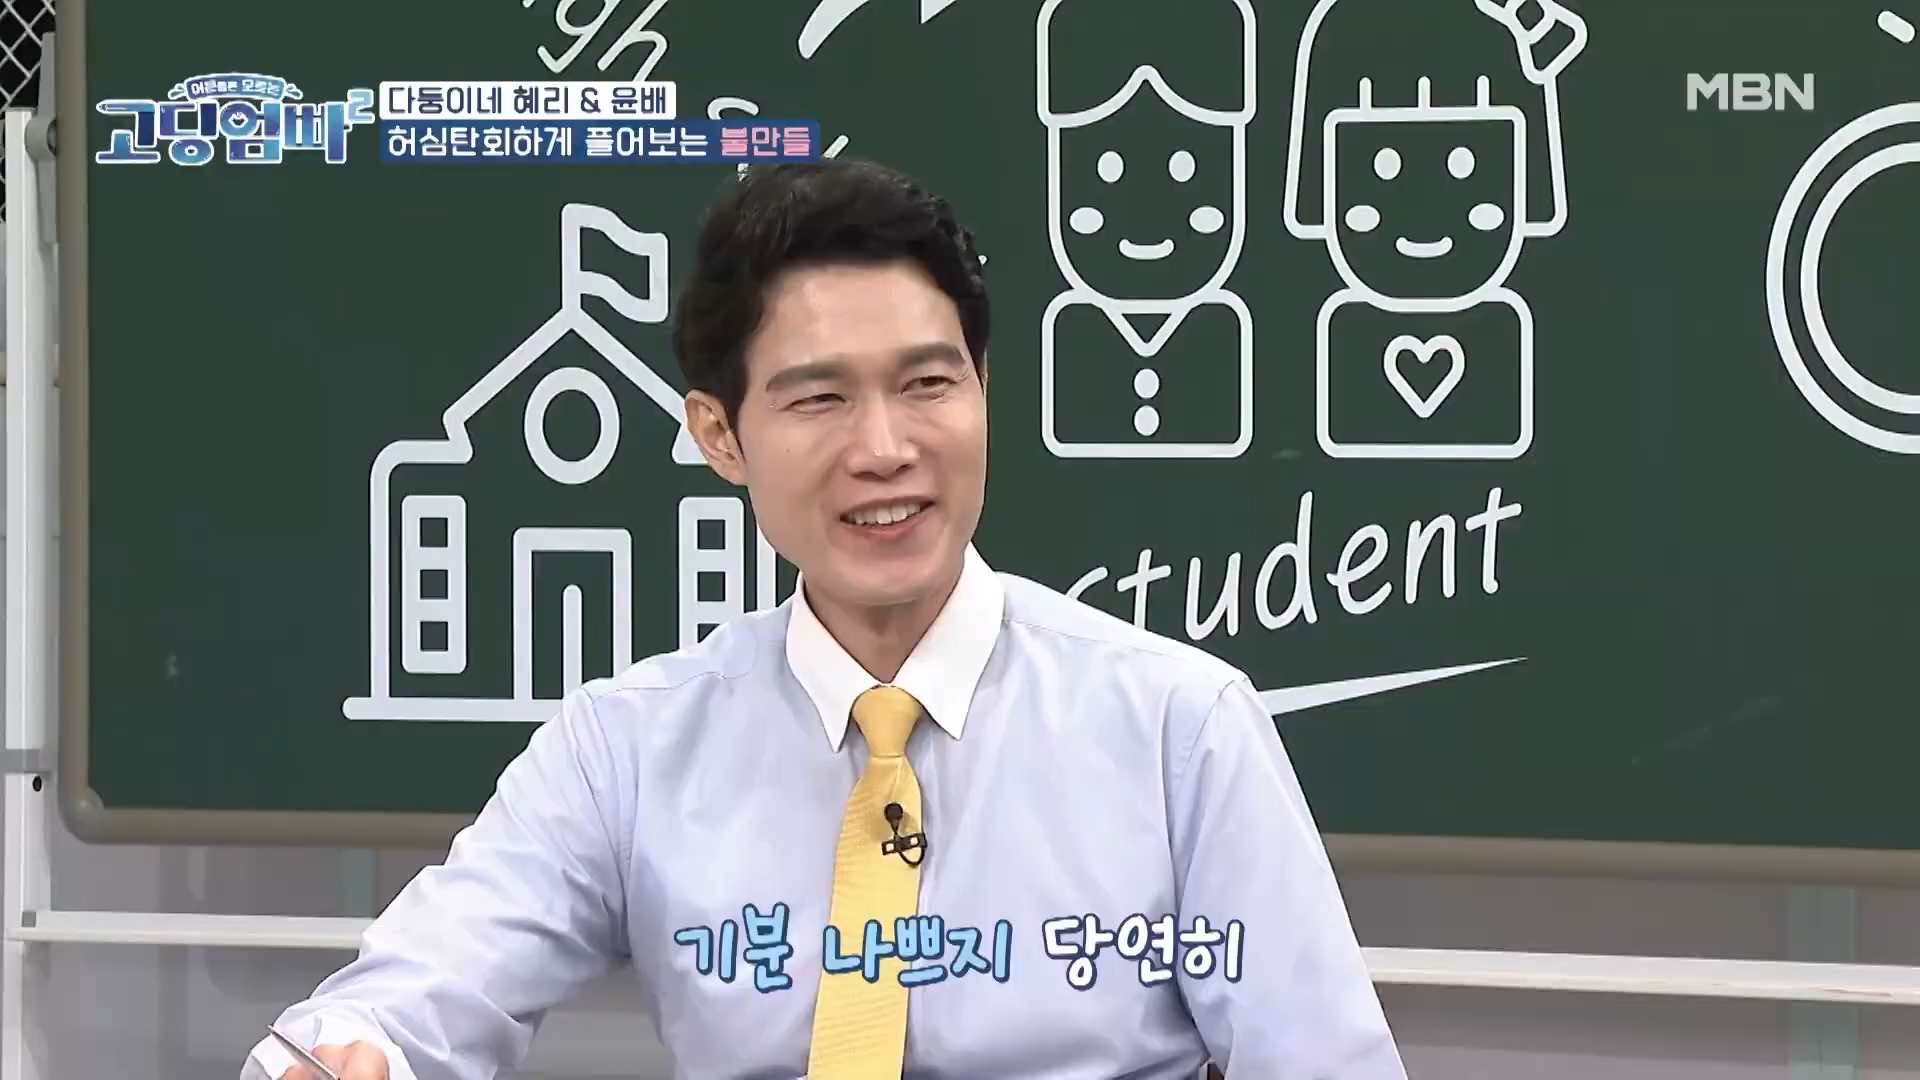 어른들은 모르는
고딩엄빠2
다둥이네 혜리 & 윤배
허심탄회하게 풀어보는 불만들
MBN
student
기분 나쁘지 당연히